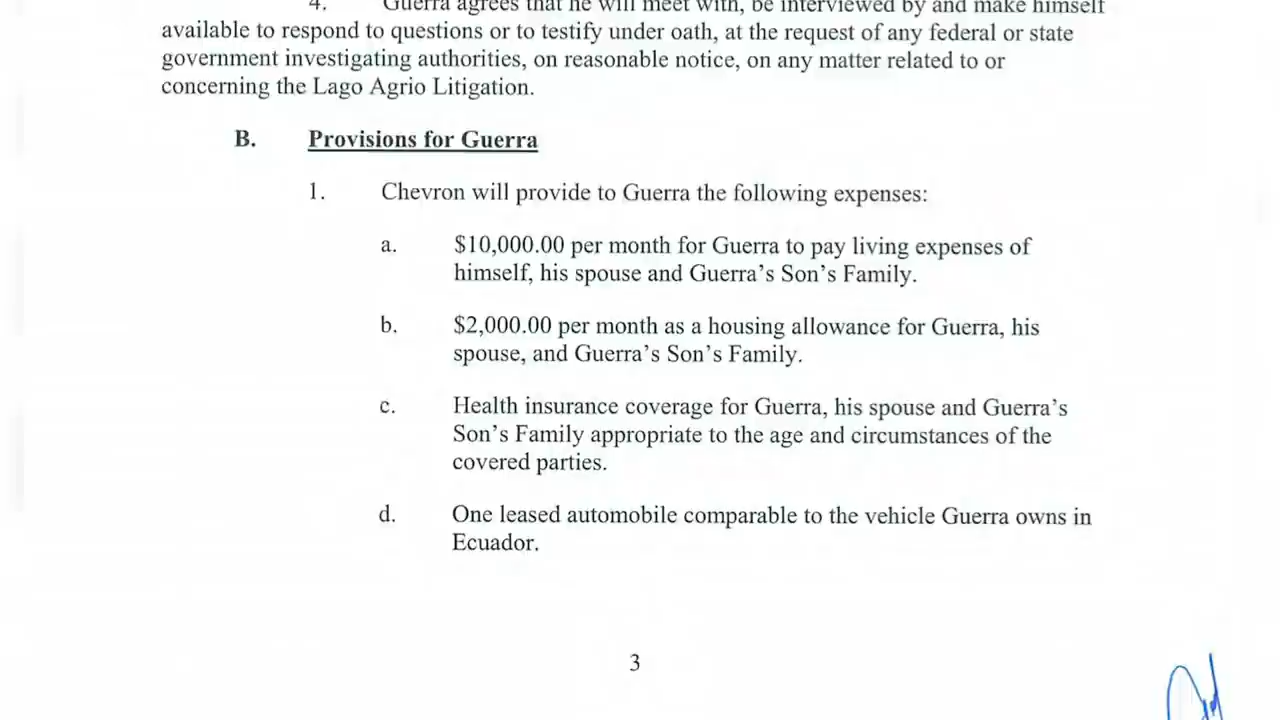 4. Guerra agrees that he will meet with, be interviewed by and make himself
available to respond to questions or to testify under oath, at the request of any federal or state
government investigating authorities, on reasonable notice, on any matter related to or
concerning the Lago Agrio Litigation.
B. Provisions for Guerra
1. Chevron will provide to Guerra the following expenses:
a. $10,000.00 per month for Guerra to pay living expenses of
himself, his spouse and Guerra's Son's Family.
b. $2,000.00 per month as a housing allowance for Guerra, his
spouse, and Guerra's Son's Family.
c. Health insurance coverage for Guerra, his spouse and Guerra's
Son's Family appropriate to the age and circumstances of the
covered parties.
d. One leased automobile comparable to the vehicle Guerra owns in
Ecuador.
3